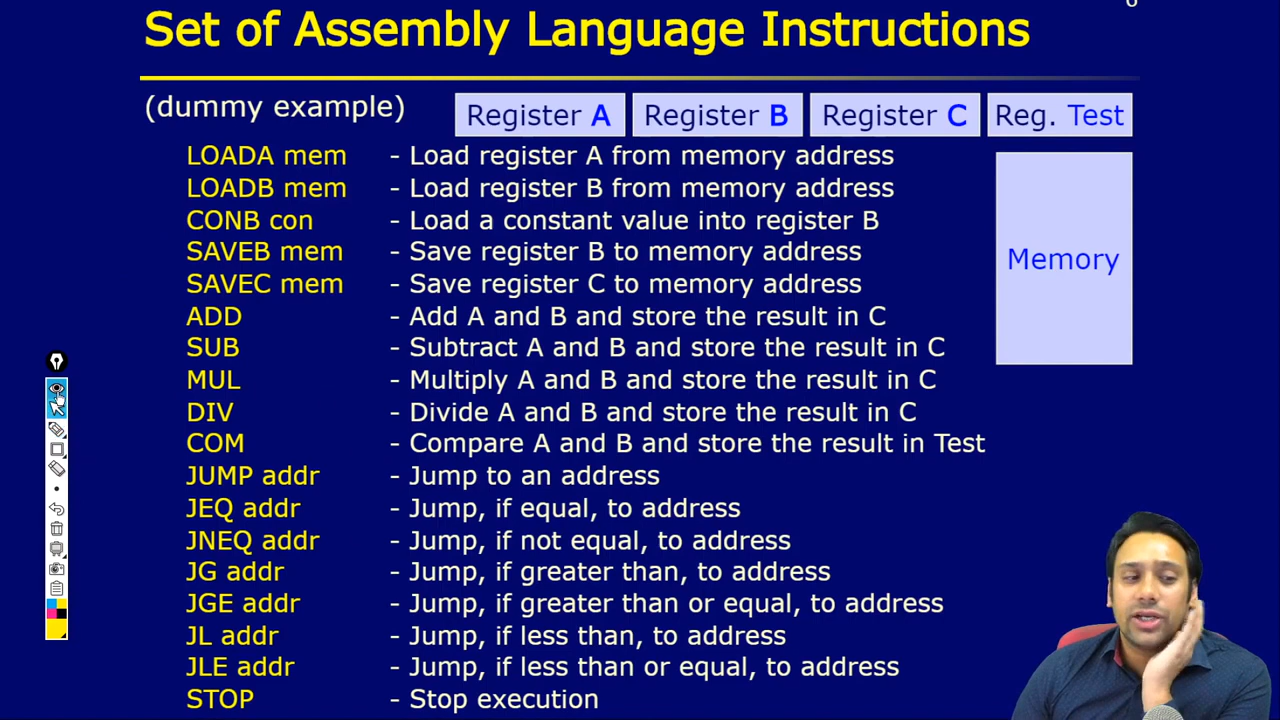 Set of Assembly Language Instructions
(dummy example)
Register A Register B Register C Reg. Test
LOADA mem - Load register A from memory address
LOADB mem - Load register B from memory address
CONB con - Load a constant value into register B
SAVEB mem - Save register B to memory address
Memory
SAVEC mem - Save register C to memory address
ADD - Add A and B and store the result in C
SUB - Subtract A and B and store the result in C
MUL - Multiply A and B and store the result in C
DIV - Divide A and B and store the result in C
COM - Compare A and B and store the result in Test
JUMP addr - Jump to an address
JEQ addr - Jump, if equal, to address
JNEQ addr - Jump, if not equal, to address
JG addr - Jump, if greater than, to address
JGE addr - Jump, if greater than or equal, to address
JL addr - Jump, if less than, to address
JLE addr - Jump, if less than or equal, to address
STOP - Stop execution